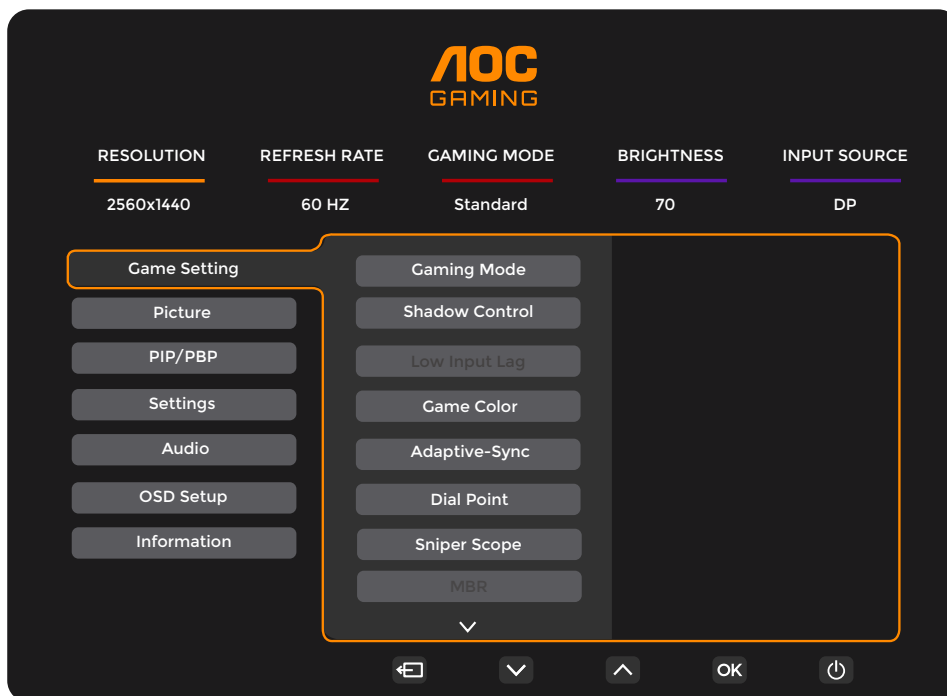 AOC
GAMING
RESOLUTION REFRESH RATE GAMING MODE BRIGHTNESS INPUT SOURCE
2560x1440 60 HZ Standard 70 DP
Game Setting
Picture
PIP/PBP
Settings
Audio
OSD Setup
Information
Gaming Mode
Shadow Control
Low Input Lag
Game Color
Adaptive-Sync
Dial Point
Sniper Scope
MBR
OK